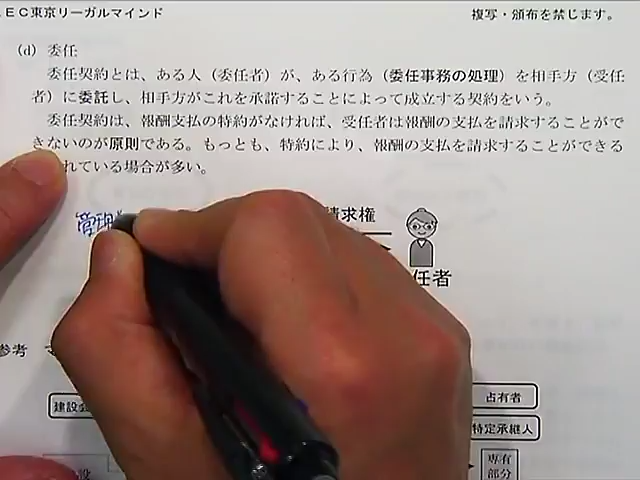 LEC東京リーガルマインド
複写・頒布を禁じます。
(d) 委任
委任契約とは、ある人（委任者）が、ある行為（委任事務の処理）を相手方（受任
者）に委託し、相手方がこれを承諾することによって成立する契約をいう。
委任契約は、報酬支払の特約がなければ、受任者は報酬の支払を請求することがで
きないのが原則である。もっとも、特約により、報酬の支払を請求することができる
れている場合が多い。
管理
請求権
任者
参考
建設
占有者
特定承継人
専有
部分
設